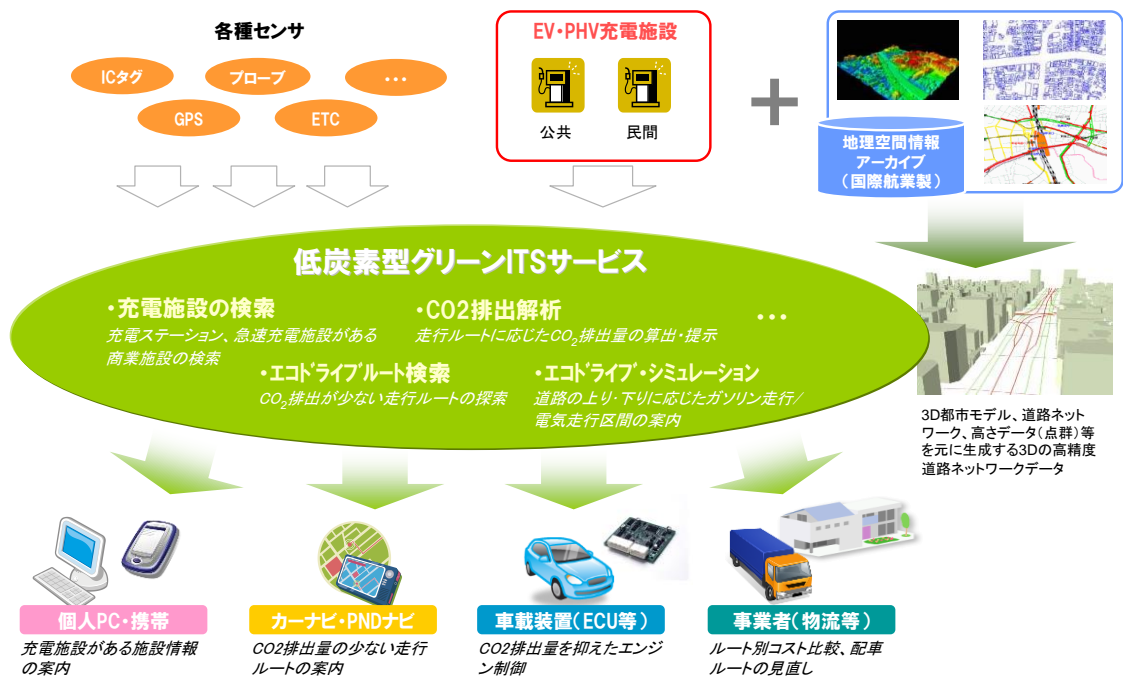 各種センサ
ICタグ
プローブ
・・・
GPS
ETC
EV・PHV充電施設
公共
民間
地理空間情報
アーカイブ
（国際航業製）
低炭素型グリーンITSサービス
・充電施設の検索
充電ステーション、急速充電施設がある
商業施設の検索
・CO2排出解析
走行ルートに応じたCO₂排出量の算出・提示
・・・
・エコドライブルート検索
CO₂排出が少ない走行ルートの探索
・エコドライブ・シミュレーション
道路の上り・下りに応じたガソリン走行/
電気走行区間の案内
3D都市モデル、道路ネット
ワーク、高さデータ（点群）等
を元に生成する3Dの高精度
道路ネットワークデータ
個人PC・携帯
充電施設がある施設情報
の案内
カーナビ・PNDナビ
CO2排出量の少ない走行
ルートの案内
車載装置（ECU等）
CO2排出量を抑えたエンジ
ン制御
事業者（物流等）
ルート別コスト比較、配車
ルートの見直し